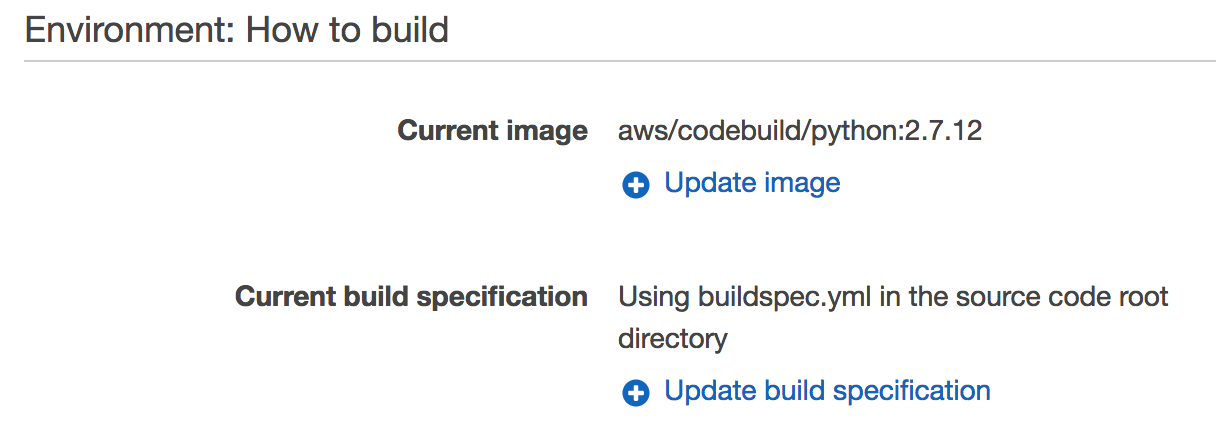 Environment: How to build
Current image aws/codebuild/python:2.7.12
Update image
Current build specification Using buildspec.yml in the source code root
directory
Update build specification